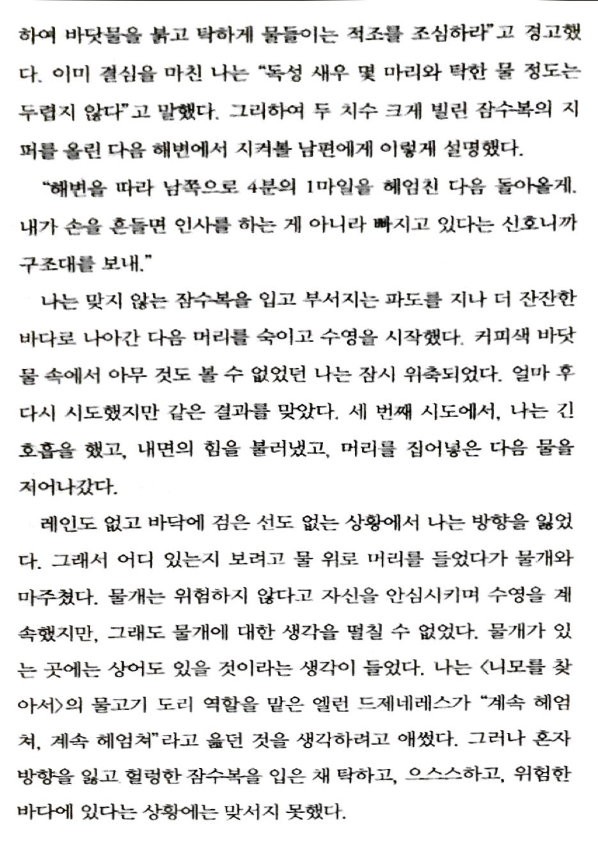 하여 바닷물을 붉고 탁하게 물들이는 적조를 조심하라”고 경고했
다. 이미 결심을 마친 나는 “독성 새우 몇 마리와 탁한 물 정도는
두렵지 않다”고 말했다. 그리하여 두 치수 크게 빌린 잠수복의 지
퍼를 올린 다음 해변에서 지켜볼 남편에게 이렇게 설명했다.
“해변을 따라 남쪽으로 4분의 1마일을 헤엄친 다음 돌아올게.
내가 손을 흔들면 인사를 하는 게 아니라 빠지고 있다는 신호니까
구조대를 보내.”
나는 맞지 않는 잠수복을 입고 부서지는 파도를 지나 더 잔잔한
바다로 나아간 다음 머리를 숙이고 수영을 시작했다. 커피색 바닷
물 속에서 아무 것도 볼 수 없었던 나는 잠시 위축되었다. 얼마 후
다시 시도했지만 같은 결과를 맞았다. 세 번째 시도에서, 나는 긴
호흡을 했고, 내면의 힘을 불러냈고, 머리를 집어넣은 다음 물을
저어나갔다.
레인도 없고 바닥에 검은 선도 없는 상황에서 나는 방향을 잃었
다. 그래서 어디 있는지 보려고 물 위로 머리를 들었다가 물개와
마주쳤다. 물개는 위험하지 않다고 자신을 안심시키며 수영을 계
속했지만, 그래도 물개에 대한 생각을 떨칠 수 없었다. 물개가 있
는 곳에는 상어도 있을 것이라는 생각이 들었다. 나는 〈니모를 찾
아서〉의 물고기 도리 역할을 맡은 엘런 드제네레스가 “계속 헤엄
쳐, 계속 헤엄쳐”라고 읊던 것을 생각하려고 애썼다. 그러나 혼자
방향을 잃고 헐렁한 잠수복을 입은 채 탁하고, 으스스하고, 위험한
바다에 있다는 상황에는 맞서지 못했다.